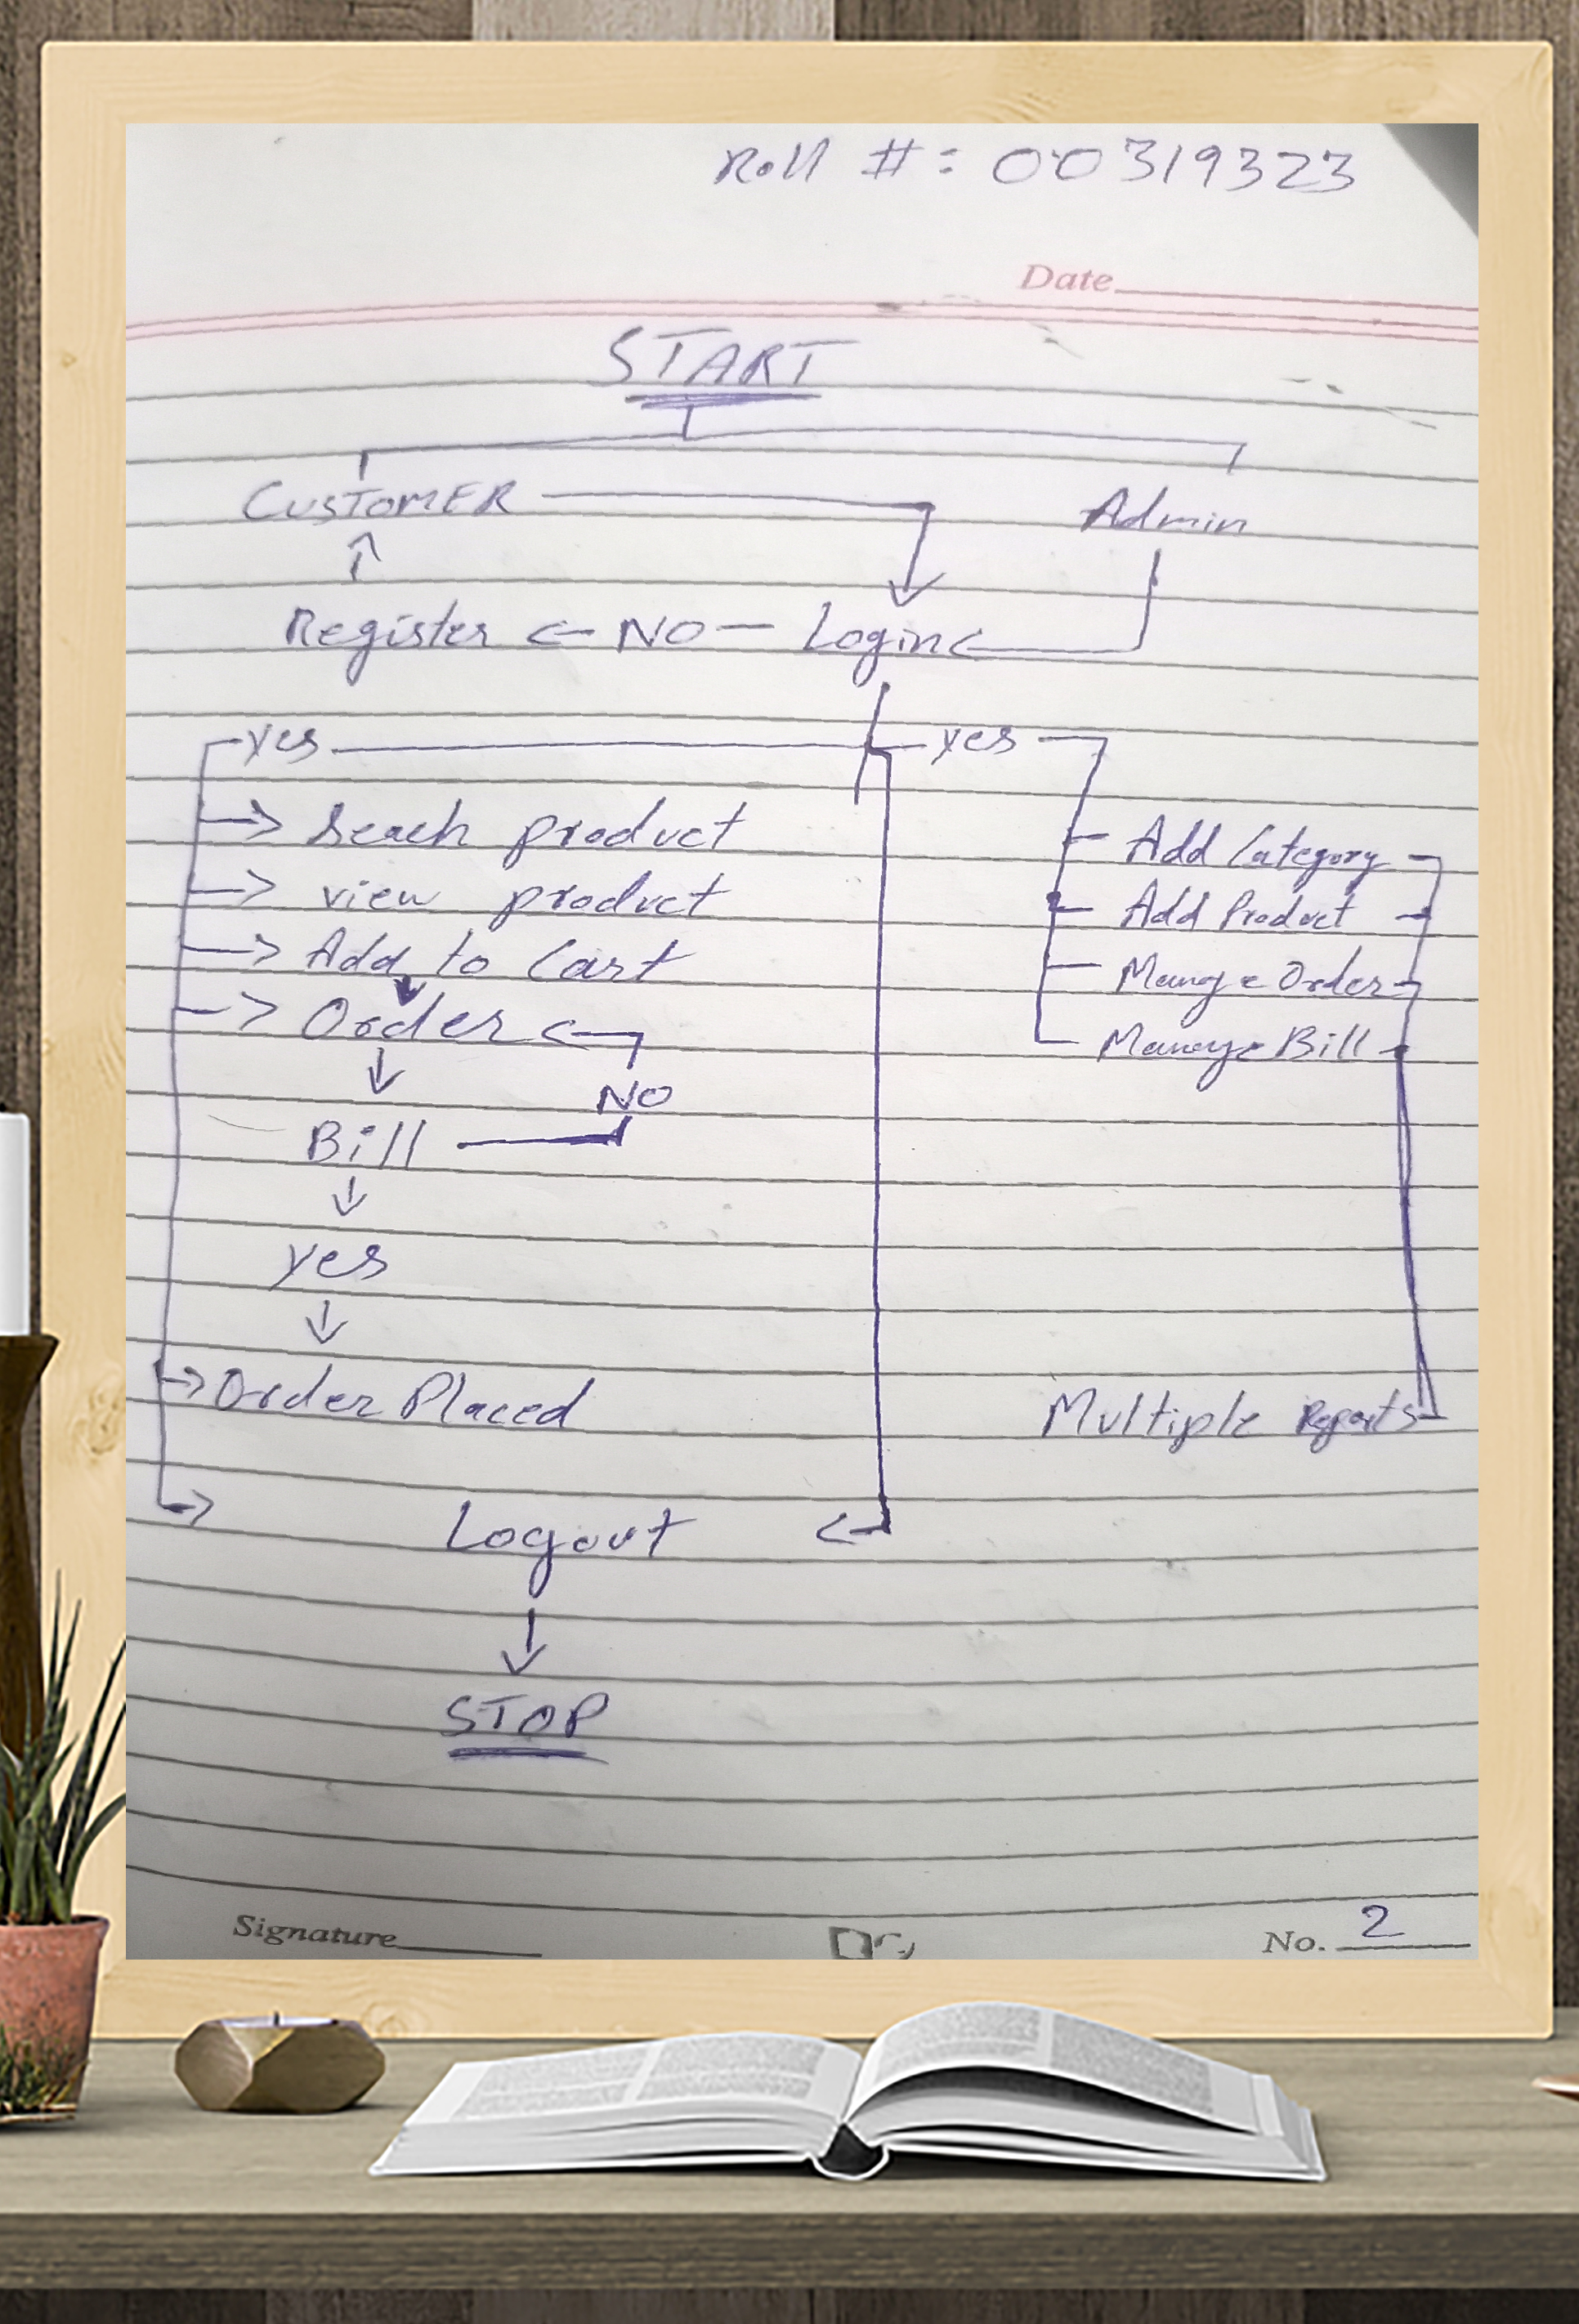 Roll #: 00319323
Date
START
CUSTOMER Admin
Register NO Login
yes yes
Seach product
view product
Add to Cart
Order
NO
Bill
yes
Order Placed
Add Category
Add Product
Mange Order
Manage Bill
Multiple Reports
Logout
STOP
Signature No. 2